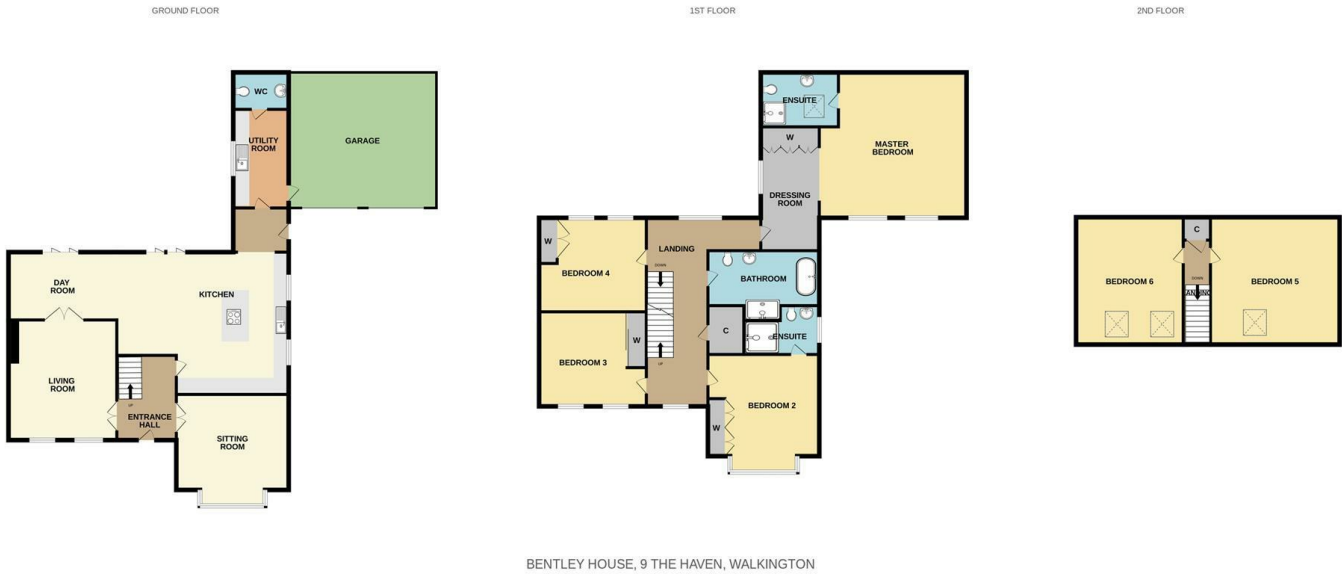 GROUND FLOOR
1ST FLOOR
2ND FLOOR
WC
UTILITY
ROOM
GARAGE
DAY
ROOM
KITCHEN
LIVING
ROOM
UP
ENTRANCE
HALL
SITTING
ROOM
ENSUITE
W
MASTER
BEDROOM
DRESSING
ROOM
W
BEDROOM 4
LANDING
DOWN
BATHROOM
BEDROOM 3
W
C
ENSUITE
UP
BEDROOM 2
W
C
BEDROOM 6
DOWN
LANDING
BEDROOM 5
BENTLEY HOUSE, 9 THE HAVEN, WALKINGTON